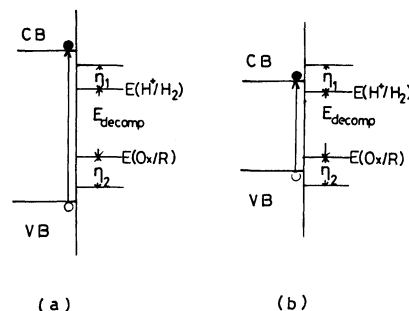 CB
η1
E(H+/H2)
Edecomp
E(Ox/R)
η2
VB
(a)
CB
η1
E(H+/H2)
Edecomp
E(Ox/R)
η2
VB
(b)